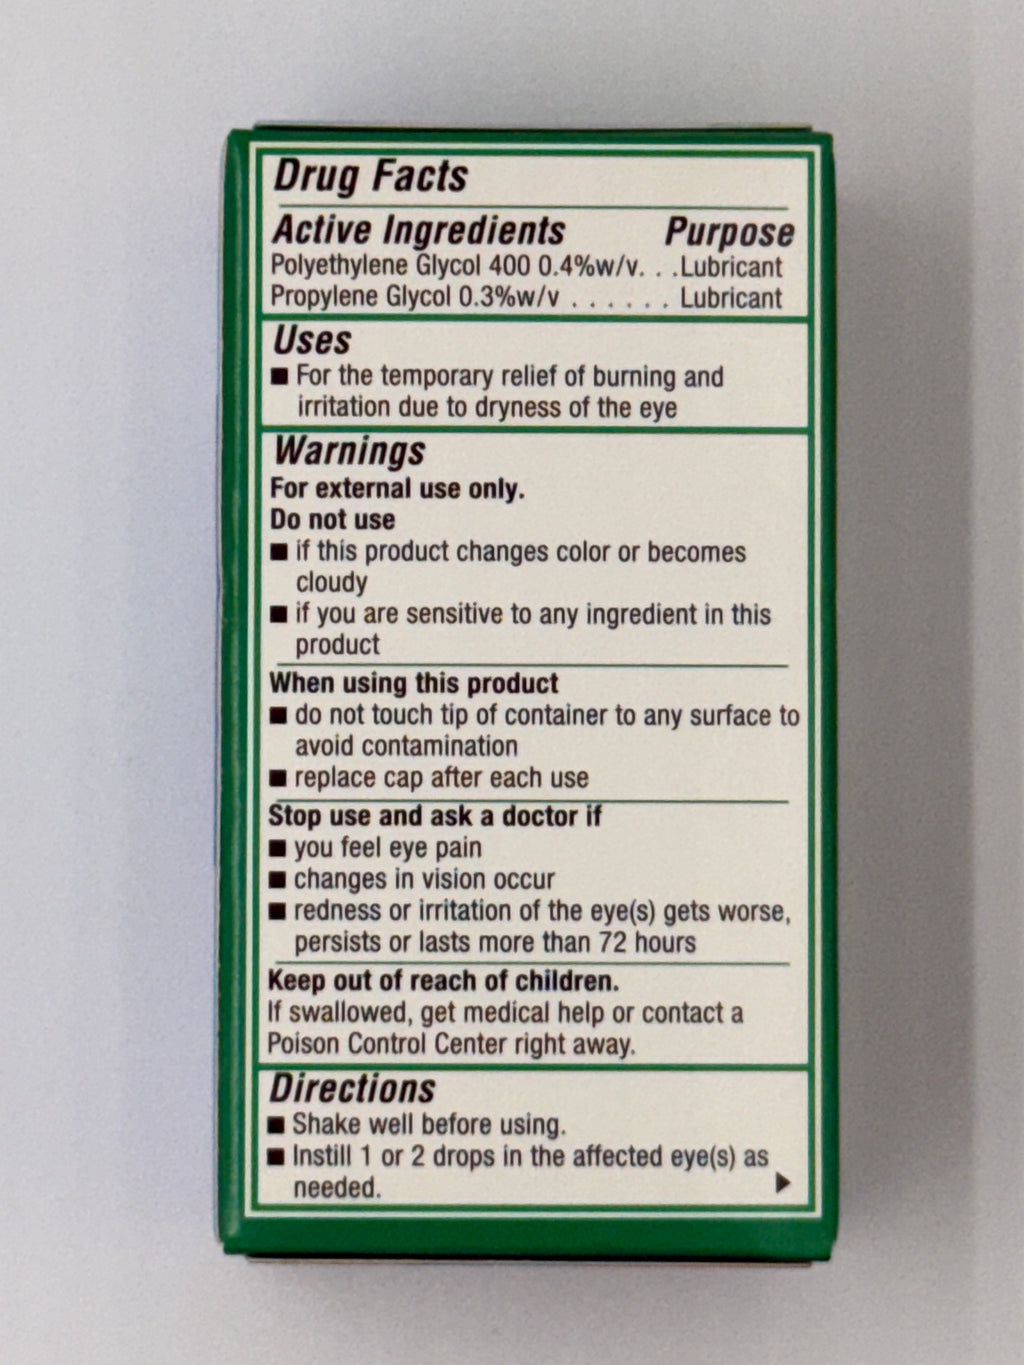 Drug Facts
Active Ingredients Purpose
Polyethylene Glycol 400 0.4%w/v. . .Lubricant
Propylene Glycol 0.3%w/v . . . . . . Lubricant
Uses
■ For the temporary relief of burning and
irritation due to dryness of the eye
Warnings
For external use only.
Do not use
■ if this product changes color or becomes
cloudy
■ if you are sensitive to any ingredient in this
product
When using this product
■ do not touch tip of container to any surface to
avoid contamination
■ replace cap after each use
Stop use and ask a doctor if
■ you feel eye pain
■ changes in vision occur
■ redness or irritation of the eye(s) gets worse,
persists or lasts more than 72 hours
Keep out of reach of children.
If swallowed, get medical help or contact a
Poison Control Center right away.
Directions
■ Shake well before using.
■ Instill 1 or 2 drops in the affected eye(s) as
needed.